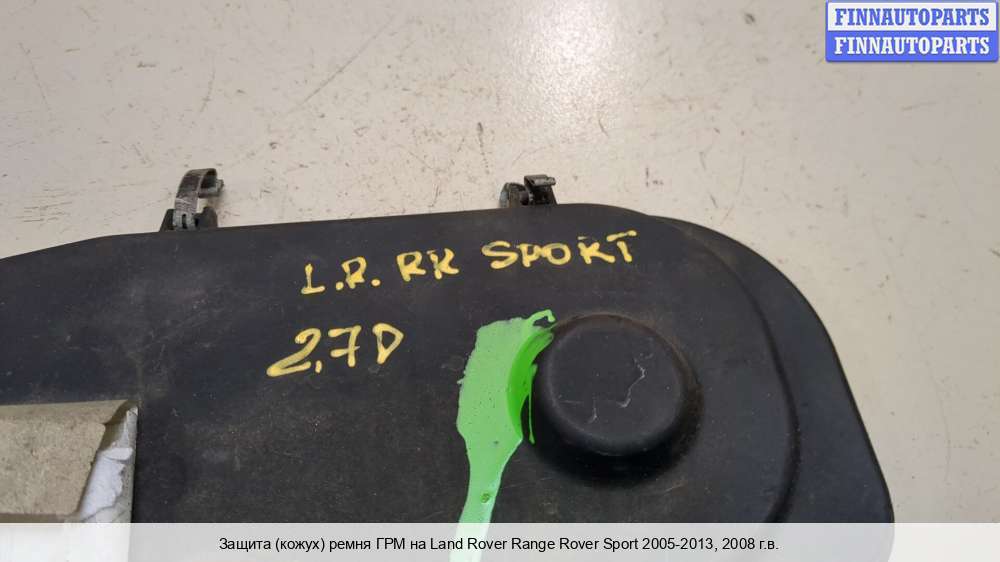 FINNAUTOPARTS
FINNAUTOPARTS
L.R. RR SPORT
2,7D
Защита (кожух) ремня ГРМ на Land Rover Range Rover Sport 2005-2013, 2008 г.в.